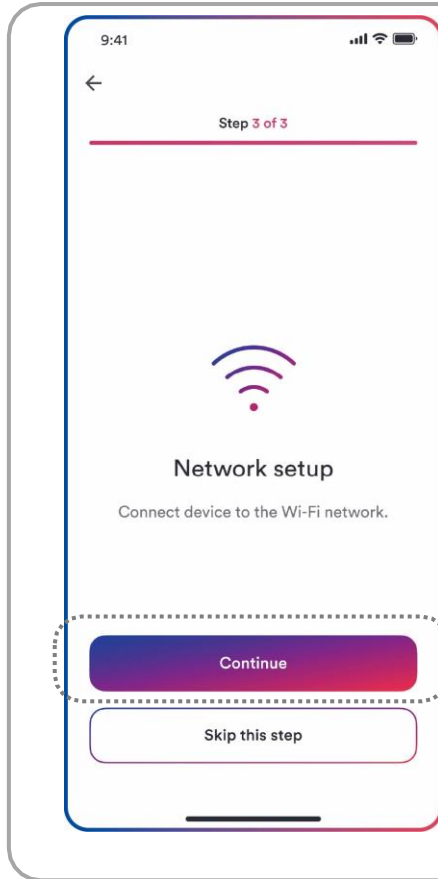 9:41
Step 3 of 3
Network setup
Connect device to the Wi-Fi network.
Continue
Skip this step